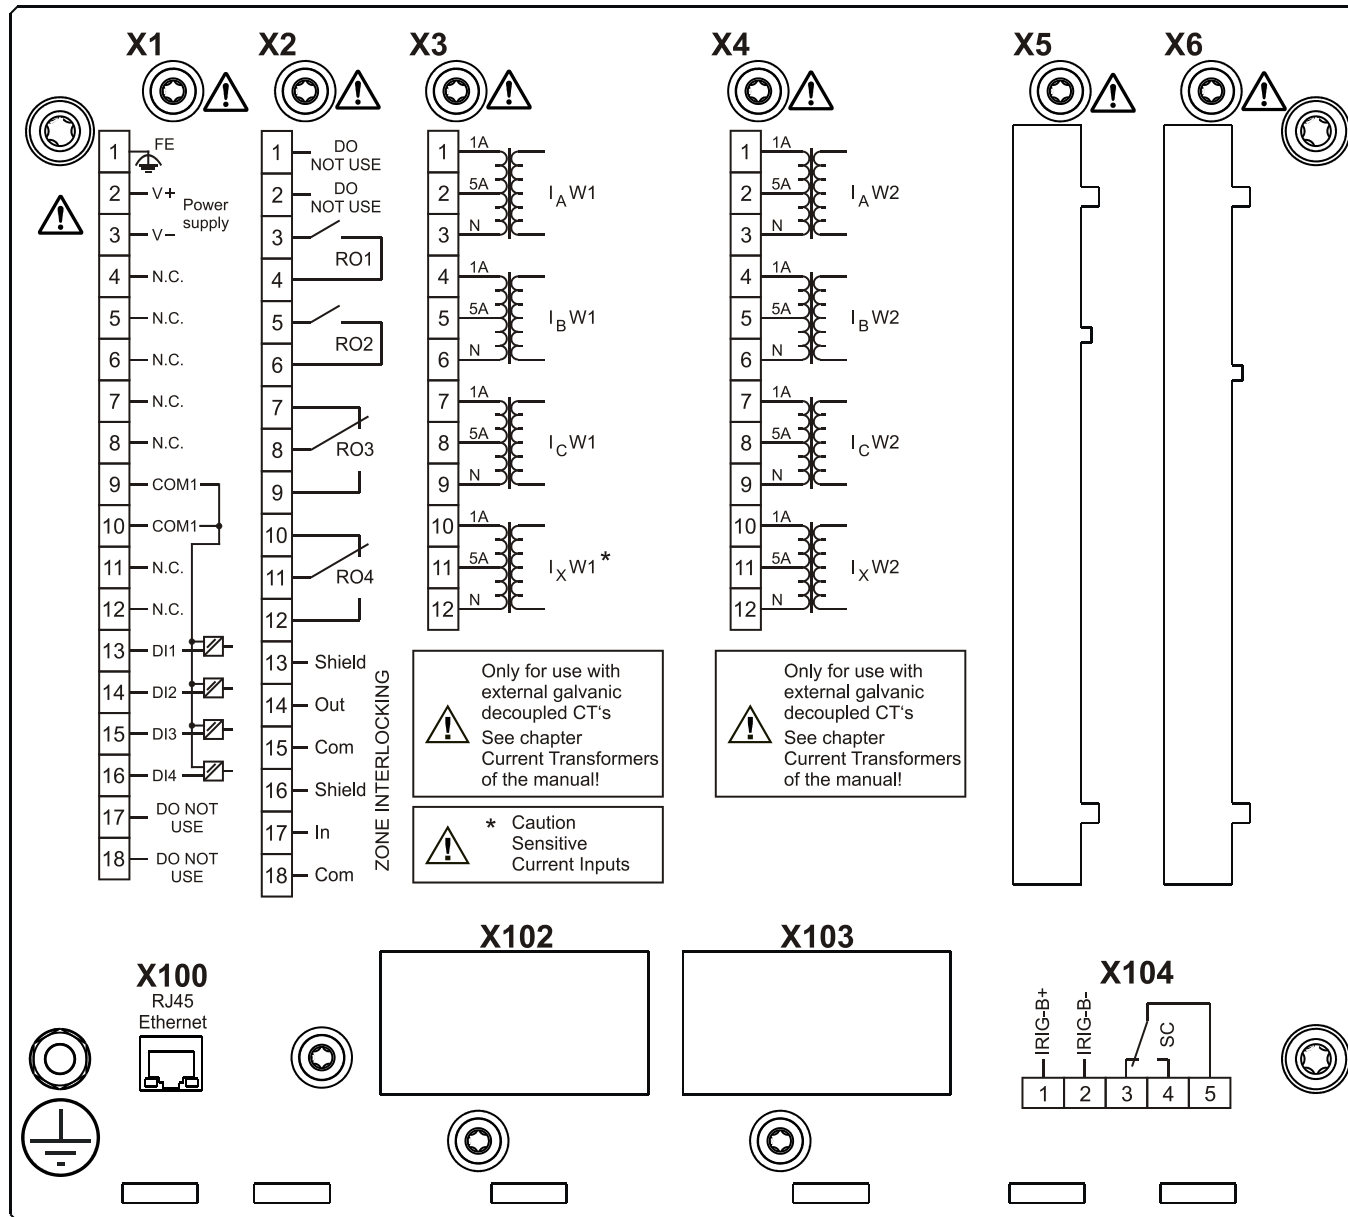 X1
1 FE
2 V+
Power supply
3 V–
4 N.C.
5 N.C.
6 N.C.
7 N.C.
8 N.C.
9 COM1
10 COM1
11 N.C.
12 N.C.
13 DI1
14 DI2
15 DI3
16 DI4
17 DO NOT
USE
18 DO NOT
USE
X2
1 DO
NOT USE
2 DO
NOT USE
3
RO1
4
5
RO2
6
7
8 RO3
9
10
11 RO4
12
13 Shield
14 Out
15 Com
16 Shield
17 In
18 Com
ZONE INTERLOCKING
X3
1 1A
2 5A IA W1
3 N
4 1A
5 5A IB W1
6 N
7 1A
8 5A IC W1
9 N
10 1A
11 5A IX W1 *
12 N
Only for use with
external galvanic
decoupled CT‘s
See chapter
Current Transformers
of the manual!
* Caution
Sensitive
Current Inputs
X4
1 1A
2 5A IA W2
3 N
4 1A
5 5A IB W2
6 N
7 1A
8 5A IC W2
9 N
10 1A
11 5A IX W2
12 N
Only for use with
external galvanic
decoupled CT‘s
See chapter
Current Transformers
of the manual!
X5
X6
X100
RJ45
Ethernet
X102
X103
X104
IRIG-B+
IRIG-B-
SC
1 2 3 4 5